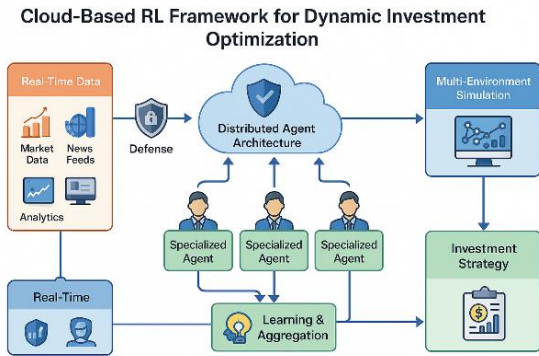 Cloud-Based RL Framework for Dynamic Investment
Optimization
Real-Time Data
Market
Data
News
Feeds
Analytics
Defense
Distributed Agent
Architecture
Multi-Environment
Simulation
Specialized
Agent
Specialized
Agent
Specialized
Agent
Investment
Strategy
$
Real-Time
Learning &
Aggregation